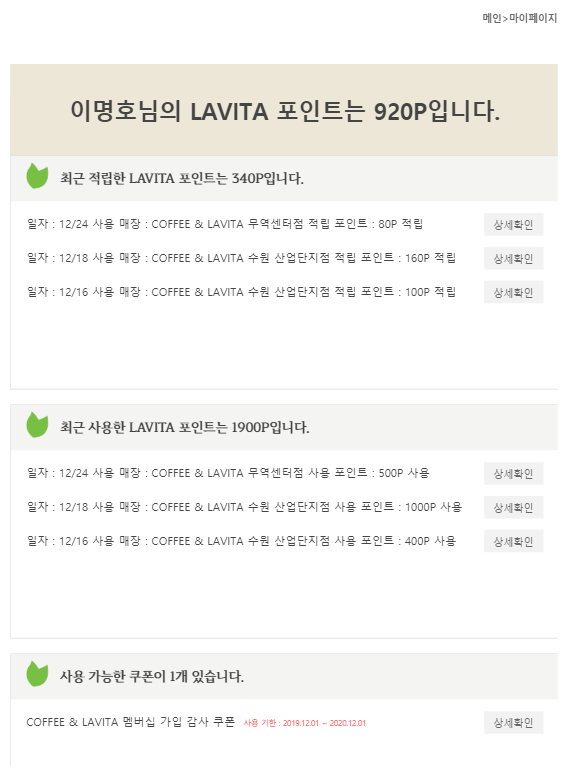 메인>마이페이지
이명호님의 LAVITA 포인트는 920P입니다.
최근 적립한 LAVITA 포인트는 340P입니다.
일자 : 12/24 사용 매장 : COFFEE & LAVITA 무역센터점 적립 포인트 : 80P 적립 상세확인
일자 : 12/18 사용 매장 : COFFEE & LAVITA 수원 산업단지점 적립 포인트 : 160P 적립 상세확인
일자 : 12/16 사용 매장 : COFFEE & LAVITA 수원 산업단지점 적립 포인트 : 100P 적립 상세확인
최근 사용한 LAVITA 포인트는 1900P입니다.
일자 : 12/24 사용 매장 : COFFEE & LAVITA 무역센터점 사용 포인트 : 500P 사용 상세확인
일자 : 12/18 사용 매장 : COFFEE & LAVITA 수원 산업단지점 사용 포인트 : 1000P 사용 상세확인
일자 : 12/16 사용 매장 : COFFEE & LAVITA 수원 산업단지점 사용 포인트 : 400P 사용 상세확인
사용 가능한 쿠폰이 1개 있습니다.
COFFEE & LAVITA 멤버십 가입 감사 쿠폰 사용 기한 : 2019.12.01 ~ 2020.12.01 상세확인